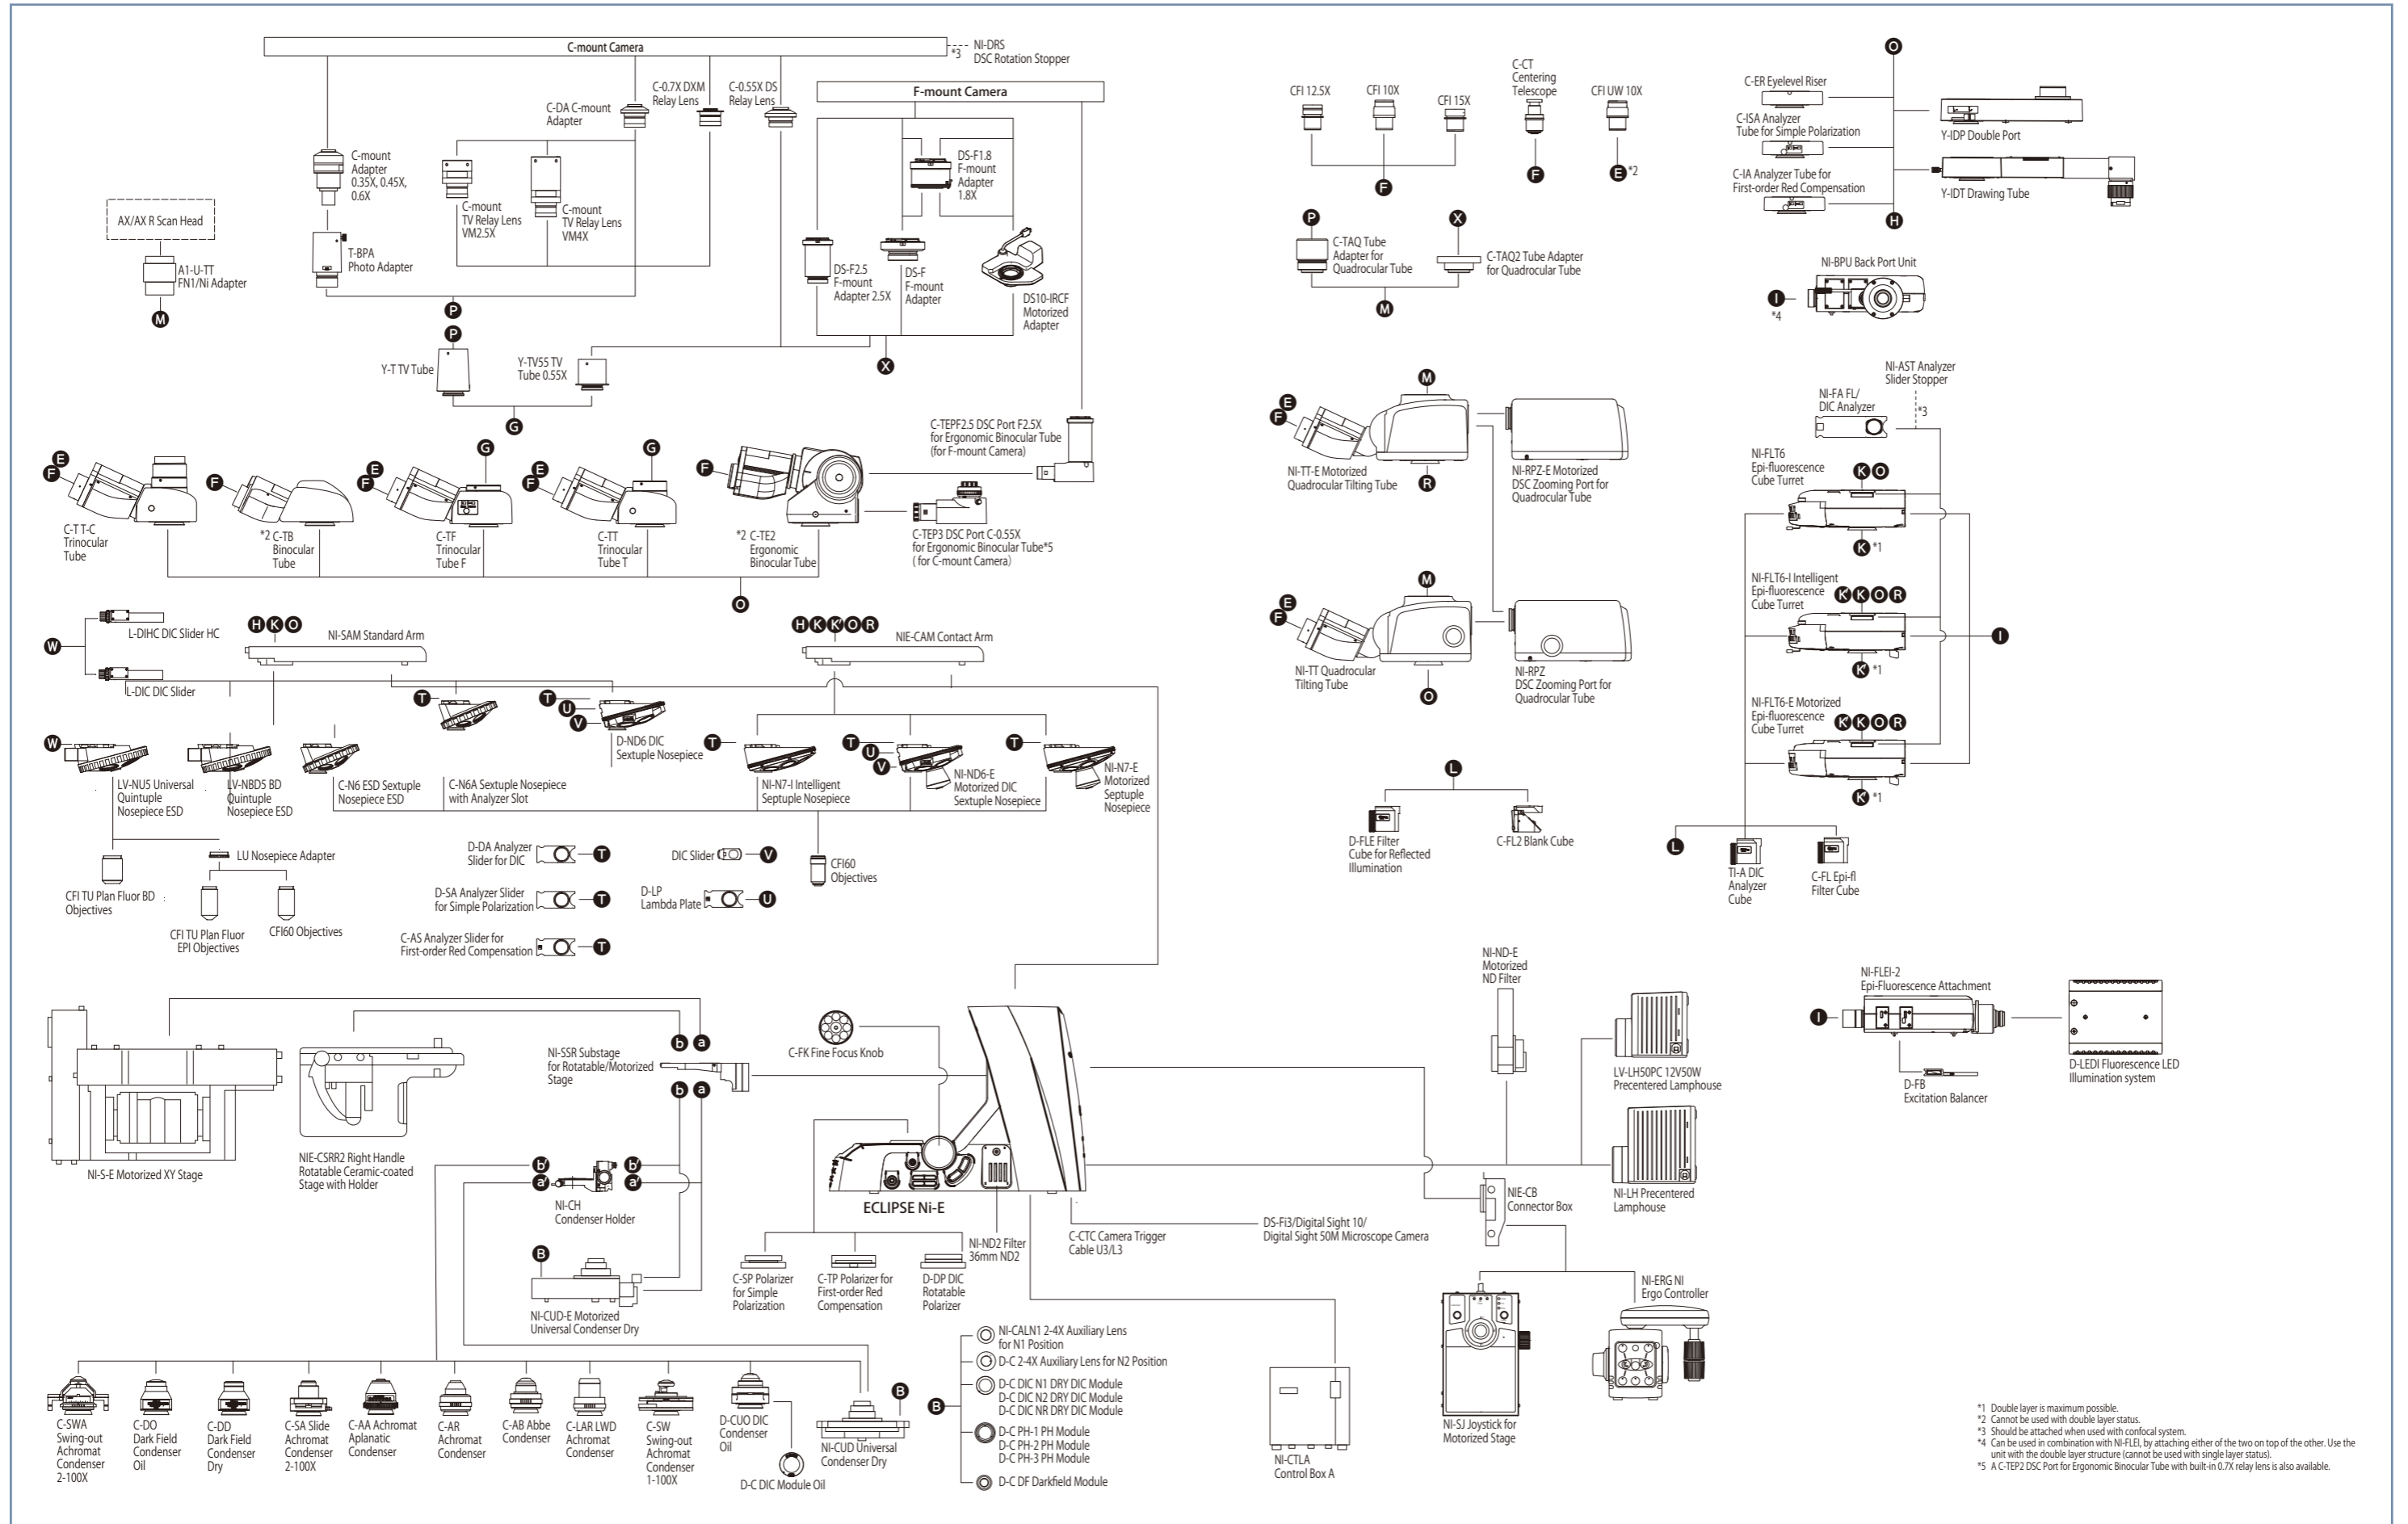 C-mount Camera
*3
NI-DRS
DSC Rotation Stopper
C-DA C-mount
Adapter
C-0.7X DXM
Relay Lens
C-0.55X DS
Relay Lens
F-mount Camera
C-mount
Adapter
0.35X, 0.45X,
0.6X
C-mount
TV Relay Lens
VM2.5X
C-mount
TV Relay Lens
VM4X
DS-F1.8
F-mount
Adapter
1.8X
AX/AX R Scan Head
A1-U-TT
FN1/Ni Adapter
M
T-BPA
Photo Adapter
DS-F2.5
F-mount
Adapter 2.5X
DS-F
F-mount
Adapter
DS10-IRCF
Motorized
Adapter
P
P
X
Y-T TV Tube
Y-TV55 TV
Tube 0.55X
G
C-TEPF2.5 DSC Port F2.5X
for Ergonomic Binocular Tube
(for F-mount Camera)
E
F
F
E
F
G
E
F
G
F
C-T T-C
Trinocular
Tube
*2 C-TB
Binocular
Tube
C-TF
Trinocular
Tube F
C-TT
Trinocular
Tube T
*2 C-TE2
Ergonomic
Binocular Tube
C-TEP3 DSC Port C-0.55X
for Ergonomic Binocular Tube*5
( for C-mount Camera)
O
CFI 12.5X
CFI 10X
CFI 15X
C-CT
Centering
Telescope
CFI UW 10X
F
F
E *2
P
C-TAQ Tube
Adapter for
Quadrocular Tube
X
C-TAQ2 Tube Adapter
for Quadrocular Tube
M
O
C-ER Eyelevel Riser
C-ISA Analyzer
Tube for Simple Polarization
C-IA Analyzer Tube for
First-order Red Compensation
Y-IDP Double Port
Y-IDT Drawing Tube
H
NI-BPU Back Port Unit
I
*4
M
E
F
NI-TT-E Motorized
Quadrocular Tilting Tube
R
NI-RPZ-E Motorized
DSC Zooming Port for
Quadrocular Tube
M
E
F
NI-TT Quadrocular
Tilting Tube
O
NI-RPZ
DSC Zooming Port for
Quadrocular Tube
NI-AST Analyzer
Slider Stopper
NI-FA FL/
DIC Analyzer
*3
NI-FLT6
Epi-fluorescence
Cube Turret
K O
K *1
NI-FLT6-I Intelligent
Epi-fluorescence
Cube Turret
K K' O R
I
K' *1
NI-FLT6-E Motorized
Epi-fluorescence
Cube Turret
K K' O R
K' *1
L
D-FLE Filter
Cube for Reflected
Illumination
C-FL2 Blank Cube
L
TI-A DIC
Analyzer
Cube
C-FL Epi-fl
Filter Cube
W
L-DIHC DIC Slider HC
L-DIC DIC Slider
H K O
NI-SAM Standard Arm
H K K' O R
NIE-CAM Contact Arm
T
T
U
V
D-ND6 DIC
Sextuple Nosepiece
W
LV-NU5 Universal
Quintuple
Nosepiece ESD
LV-NBD5 BD
Quintuple
Nosepiece ESD
C-N6 ESD Sextuple
Nosepiece ESD
C-N6A Sextuple Nosepiece
with Analyzer Slot
T
NI-N7-I Intelligent
Septuple Nosepiece
T
U
V
NI-ND6-E
Motorized DIC
Sextuple Nosepiece
T
NI-N7-E
Motorized
Septuple
Nosepiece
LU Nosepiece Adapter
CFI TU Plan Fluor BD
Objectives
CFI TU Plan Fluor
EPI Objectives
CFI60 Objectives
D-DA Analyzer
Slider for DIC
T
D-SA Analyzer Slider
for Simple Polarization
T
C-AS Analyzer Slider for
First-order Red Compensation
T
DIC Slider
V
D-LP
Lambda Plate
U
CFI60
Objectives
NI-S-E Motorized XY Stage
NIE-CSRR2 Right Handle
Rotatable Ceramic-coated
Stage with Holder
b a
NI-SSR Substage
for Rotatable/Motorized
Stage
b a
C-FK Fine Focus Knob
b'
a'
b'
a'
NI-CH
Condenser Holder
B
NI-CUD-E Motorized
Universal Condenser Dry
ECLIPSE Ni-E
C-SP Polarizer
for Simple
Polarization
C-TP Polarizer for
First-order Red
Compensation
D-DP DIC
Rotatable
Polarizer
NI-ND2 Filter
36mm ND2
C-CTC Camera Trigger
Cable U3/L3
DS-Fi3/Digital Sight 10/
Digital Sight 50M Microscope Camera
NI-ND-E
Motorized
ND Filter
LV-LH50PC 12V50W
Precentered Lamphouse
NI-LH Precentered
Lamphouse
NIE-CB
Connector Box
NI-FLEI-2
Epi-Fluorescence Attachment
I
D-FB
Excitation Balancer
D-LEDI Fluorescence LED
Illumination system
NI-ERG NI
Ergo Controller
NI-SJ Joystick for
Motorized Stage
NI-CTLA
Control Box A
C-SWA
Swing-out
Achromat
Condenser
2-100X
C-DO
Dark Field
Condenser
Oil
C-DD
Dark Field
Condenser
Dry
C-SA Slide
Achromat
Condenser
2-100X
C-AA Achromat
Aplanatic
Condenser
C-AR
Achromat
Condenser
C-AB Abbe
Condenser
C-LAR LWD
Achromat
Condenser
C-SW
Swing-out
Achromat
Condenser
1-100X
D-CUO DIC
Condenser
Oil
D-C DIC Module Oil
B
NI-CUD Universal
Condenser Dry
B
NI-CALN1 2-4X Auxiliary Lens
for N1 Position
D-C 2-4X Auxiliary Lens for N2 Position
D-C DIC N1 DRY DIC Module
D-C DIC N2 DRY DIC Module
D-C DIC NR DRY DIC Module
D-C PH-1 PH Module
D-C PH-2 PH Module
D-C PH-3 PH Module
D-C DF Darkfield Module
*1 Double layer is maximum possible.
*2 Cannot be used with double layer status.
*3 Should be attached when used with confocal system.
*4 Can be used in combination with NI-FLEI, by attaching either of the two on top of the other. Use the
unit with the double layer structure (cannot be used with single layer status).
*5 A C-TEP2 DSC Port for Ergonomic Binocular Tube with built-in 0.7X relay lens is also available.